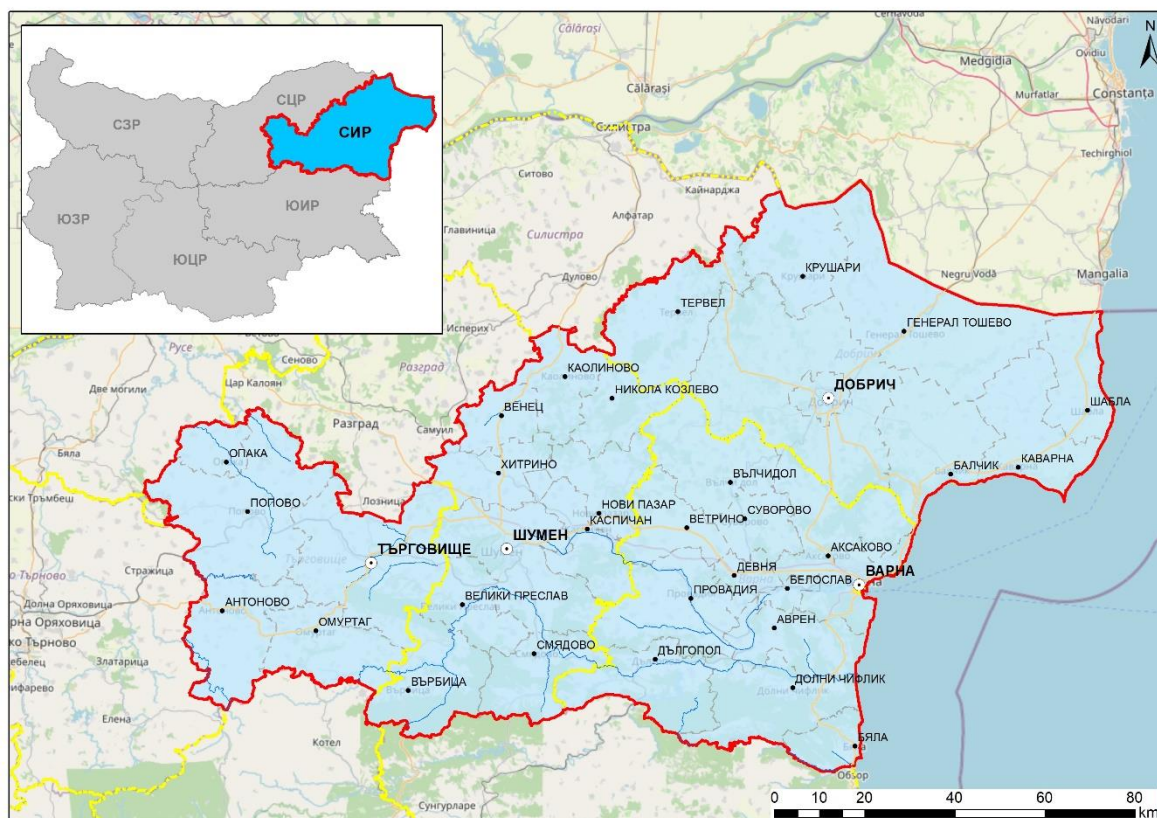 СЗР
СЦР
СИР
ЮЗР
ЮИР
ЮЦР
N
Cernavodă
Năvodari
Ovidiu
Medgidia
Constanța
Murfatlar
Techirghiol
Călărași
Călărași
Силистра
Ситово
Кайнарджа
Алфатар
Главиница
Силистра
Дулово
Negru Vodă
Mangalia
КРУШАРИ
ТЕРВЕЛ
ГЕНЕРАЛ ТОШЕВО
Исперих
Русе
Сеново
Разград
Две могили
Цар Калоян
КАОЛИНОВО
НИКОЛА КОЗЛЕВО
ДОБРИЧ
ШАБЛА
ВЕНЕЦ
Разград
Самуил
Бяла
ОПАКА
ХИТРИНО
ВЪЛЧИДОЛ
БАЛЧИК
КАВАРНА
Лозница
ПОПОВО
НОВИ ПАЗАР
СУВОРОВО
КАСПИЧАН
ВЕТРИНО
Стражица
ТЪРГОВИЩЕ
ШУМЕН
АКСАКОВО
ДЕВНЯ
ВАРНА
БЕЛОСЛАВ
АНТОНОВО
ВЕЛИКИ ПРЕСЛАВ
ПРОВАДИЯ
Долна Оряховица
ОМУРТАГ
АВРЕН
СМЯДОВО
ДЪЛГОПОЛ
Златарица
ВЪРБИЦА
ДОЛНИ ЧИФЛИК
Елена
Котел
БЯЛА
Обзор
Сунгурларе
0 10 20 40 60 80
km